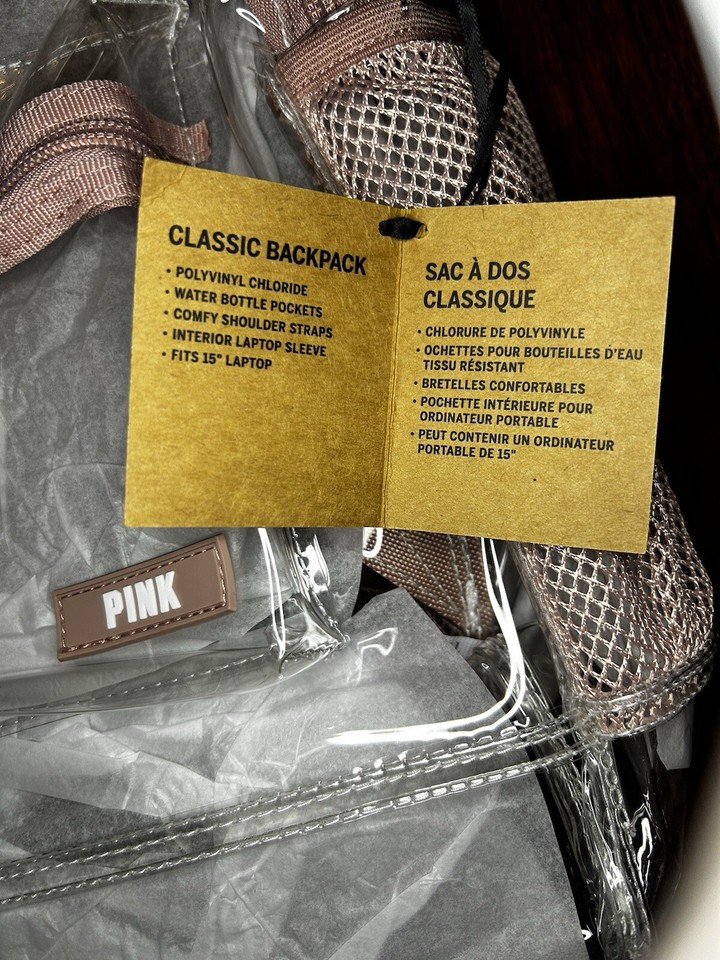 CLASSIC BACKPACK
• POLYVINYL CHLORIDE
• WATER BOTTLE POCKETS
• COMFY SHOULDER STRAPS
• INTERIOR LAPTOP SLEEVE
• FITS 15" LAPTOP
SAC À DOS
CLASSIQUE
• CHLORURE DE POLYVINYLE
• OCHETTES POUR BOUTEILLES D'EAU
TISSU RÉSISTANT
• BRETELLES CONFORTABLES
• POCHETTE INTÉRIEURE POUR
ORDINATEUR PORTABLE
• PEUT CONTENIR UN ORDINATEUR
PORTABLE DE 15"
PINK